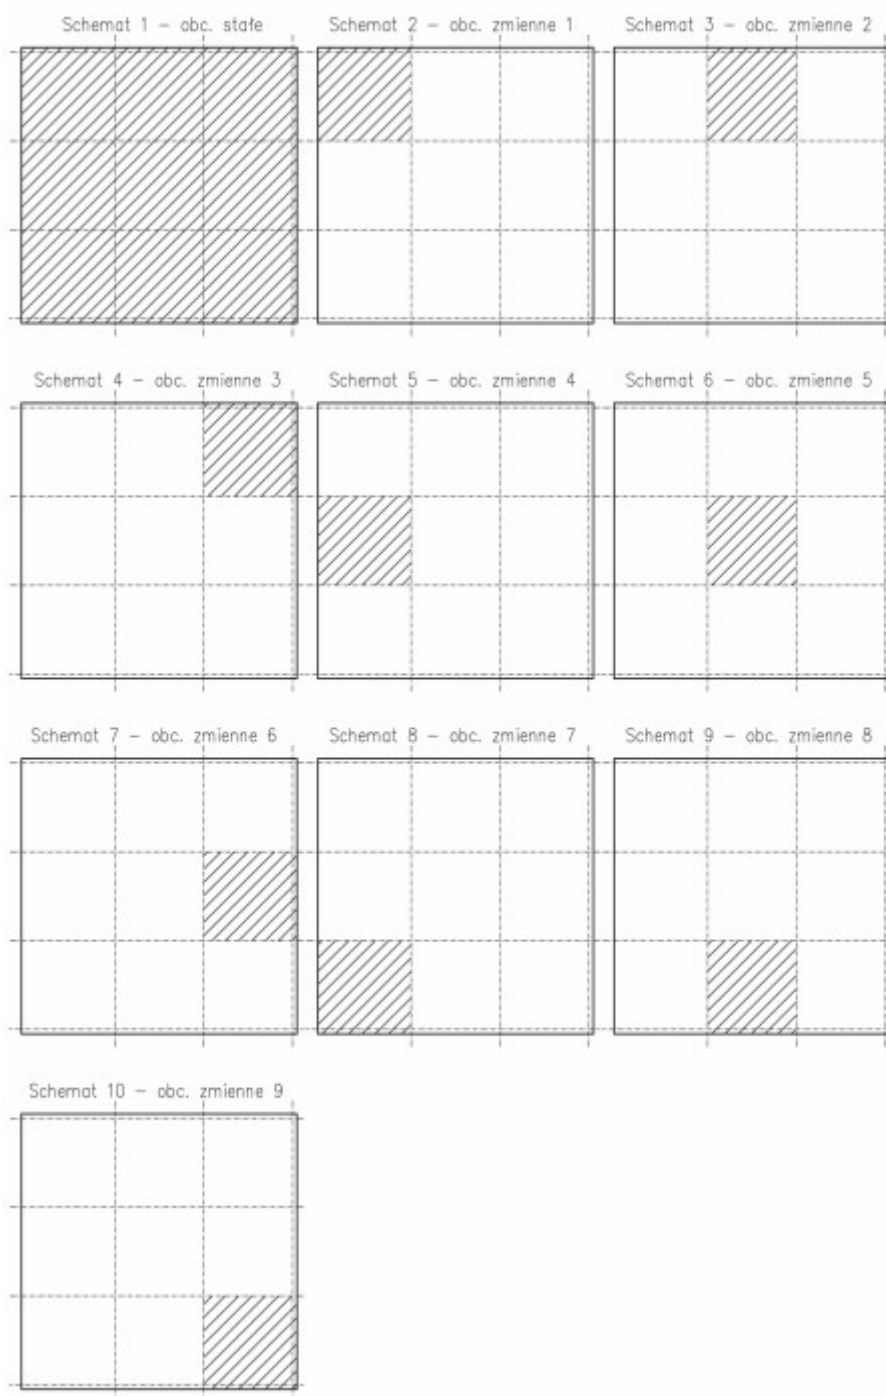 Schemat 1 – obc. stałe
Schemat 2 – obc. zmienne 1
Schemat 3 – obc. zmienne 2
Schemat 4 – obc. zmienne 3
Schemat 5 – obc. zmienne 4
Schemat 6 – obc. zmienne 5
Schemat 7 – obc. zmienne 6
Schemat 8 – obc. zmienne 7
Schemat 9 – obc. zmienne 8
Schemat 10 – obc. zmienne 9